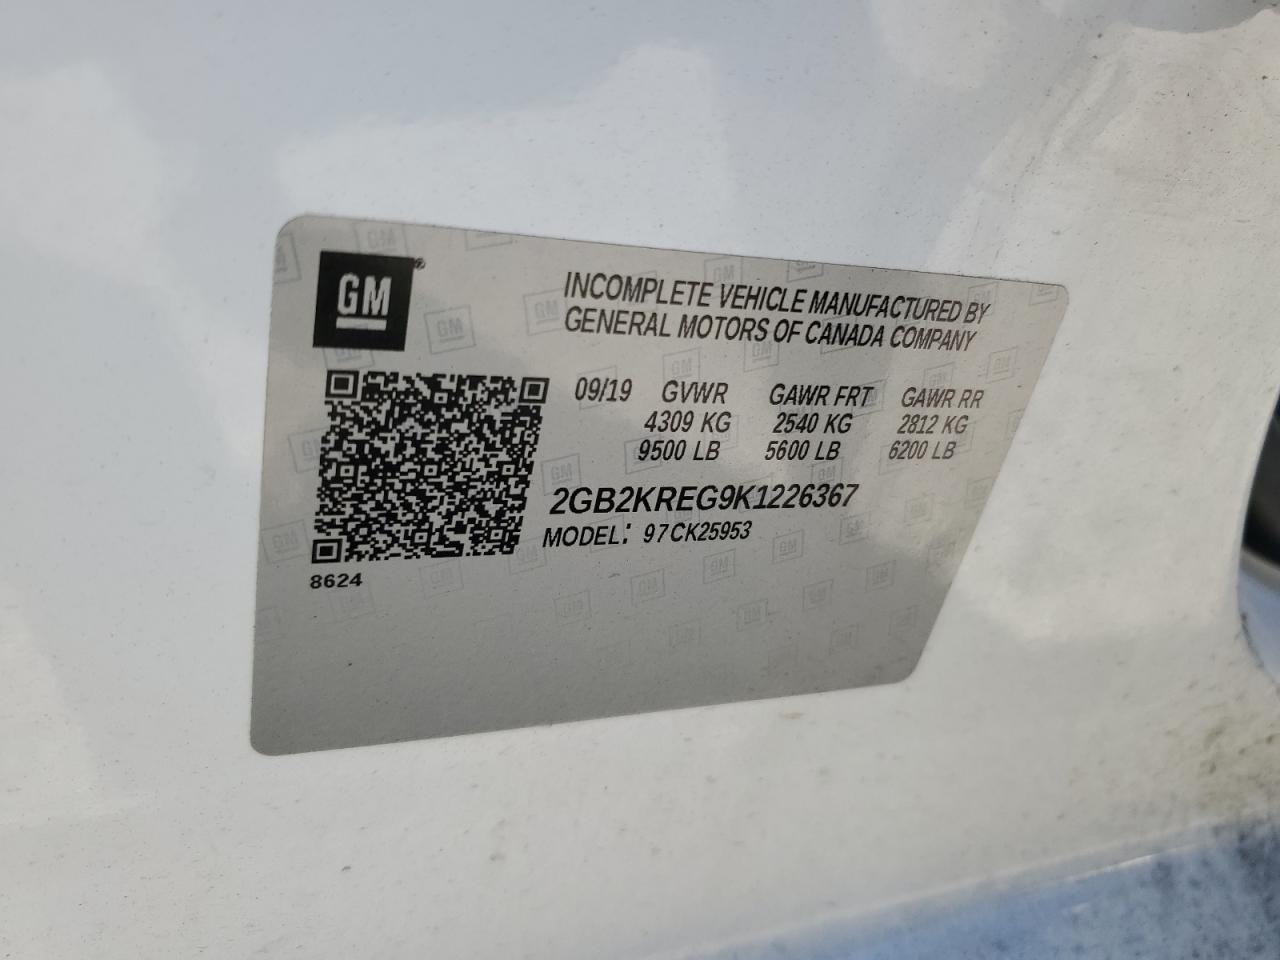 GM®
INCOMPLETE VEHICLE MANUFACTURED BY
GENERAL MOTORS OF CANADA COMPANY
09/19 GVWR GAWR FRT GAWR RR
4309 KG 2540 KG 2812 KG
9500 LB 5600 LB 6200 LB
2GB2KREG9K1226367
MODEL: 97CK25953
8624